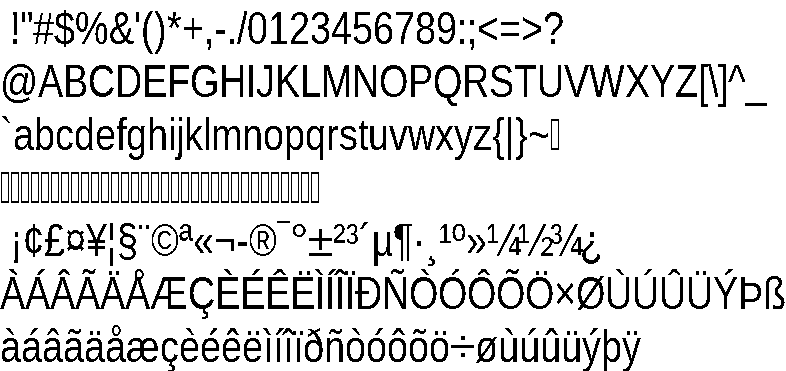 !"#$%&'()*+,-./0123456789:;<=>?
@ABCDEFGHIJKLMNOPQRSTUVWXYZ[\]^_
`abcdefghijklmnopqrstuvwxyz{|}~
¡¢£¤¥¦§¨©ª«¬-®¯°±²³´µ¶·¸¹º»¼½¾¿
ÀÁÂÃÄÅÆÇÈÉÊËÌÍÎÏÐÑÒÓÔÕÖ×ØÙÚÛÜÝÞß
àáâãäåæçèéêëìíîïðñòóôõö÷øùúûüýþÿ